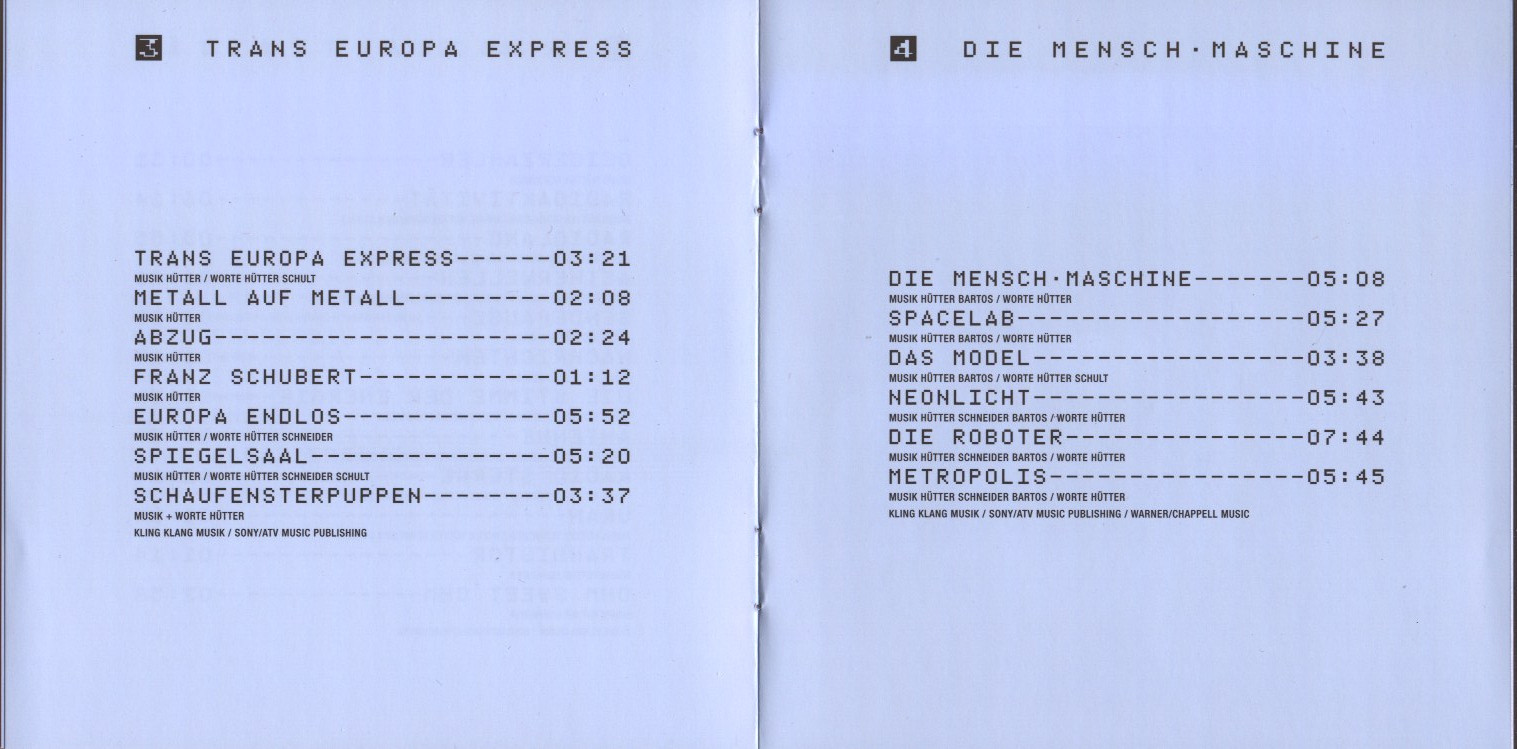 3 TRANS EUROPA EXPRESS
TRANS EUROPA EXPRESS------03:21
MUSIK HÜTTER / WORTE HÜTTER SCHULT
METALL AUF METALL---------02:08
MUSIK HÜTTER
ABZUG---------------------02:24
MUSIK HÜTTER
FRANZ SCHUBERT------------01:12
MUSIK HÜTTER
EUROPA ENDLOS-------------05:52
MUSIK HÜTTER / WORTE HÜTTER SCHNEIDER
SPIEGELSAAL---------------05:20
MUSIK HÜTTER / WORTE HÜTTER SCHNEIDER SCHULT
SCHAUFENSTERPUPPEN--------03:37
MUSIK + WORTE HÜTTER
KLING KLANG MUSIK / SONY/ATV MUSIC PUBLISHING
4 DIE MENSCH·MASCHINE
DIE MENSCH·MASCHINE-------05:08
MUSIK HÜTTER BARTOS / WORTE HÜTTER
SPACELAB------------------05:27
MUSIK HÜTTER BARTOS / WORTE HÜTTER
DAS MODEL-----------------03:38
MUSIK HÜTTER BARTOS / WORTE HÜTTER SCHULT
NEONLICHT-----------------05:43
MUSIK HÜTTER SCHNEIDER BARTOS / WORTE HÜTTER
DIE ROBOTER---------------07:44
MUSIK HÜTTER SCHNEIDER BARTOS / WORTE HÜTTER
METROPOLIS----------------05:45
MUSIK HÜTTER SCHNEIDER BARTOS / WORTE HÜTTER
KLING KLANG MUSIK / SONY/ATV MUSIC PUBLISHING / WARNER/CHAPPELL MUSIC